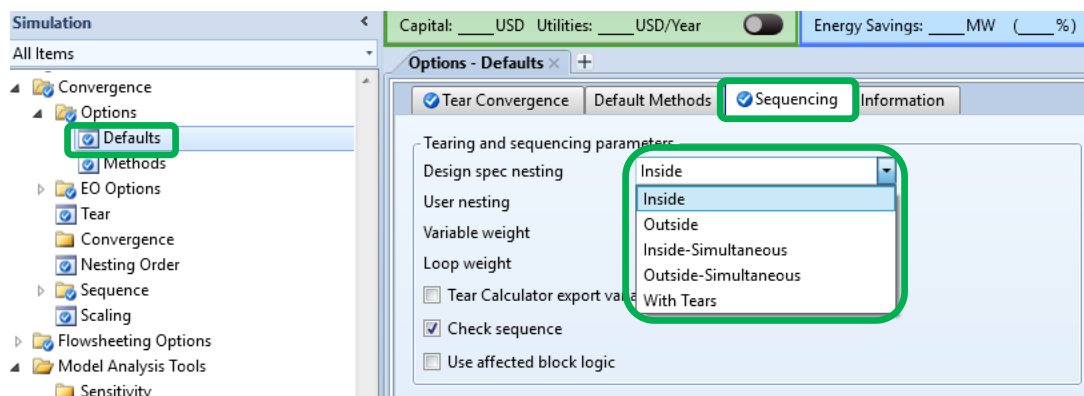 Simulation <
All Items
Convergence
Options
Defaults
Methods
EO Options
Tear
Convergence
Nesting Order
Sequence
Scaling
Flowsheeting Options
Model Analysis Tools
Sensitivity
Capital: ____USD Utilities: ____USD/Year
Energy Savings: ____MW (____%)
Options - Defaults × +
Tear Convergence Default Methods Sequencing Information
Tearing and sequencing parameters
Design spec nesting Inside
User nesting
Variable weight
Loop weight
Inside
Outside
Inside-Simultaneous
Outside-Simultaneous
With Tears
Tear Calculator export
Check sequence
Use affected block logic